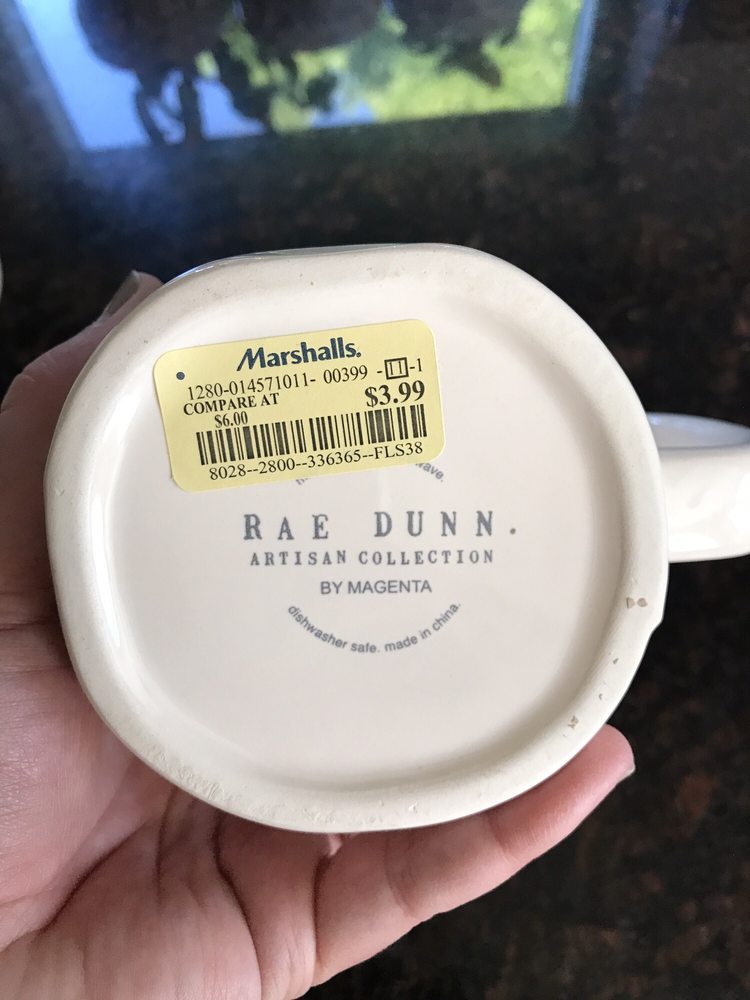 Marshalls.
1280-014571011- 00399 -11-1
COMPARE AT $3.99
$6.00
8028--2800--336365--FLS38
RAE DUNN.
ARTISAN COLLECTION
BY MAGENTA
dishwasher safe. made in china.